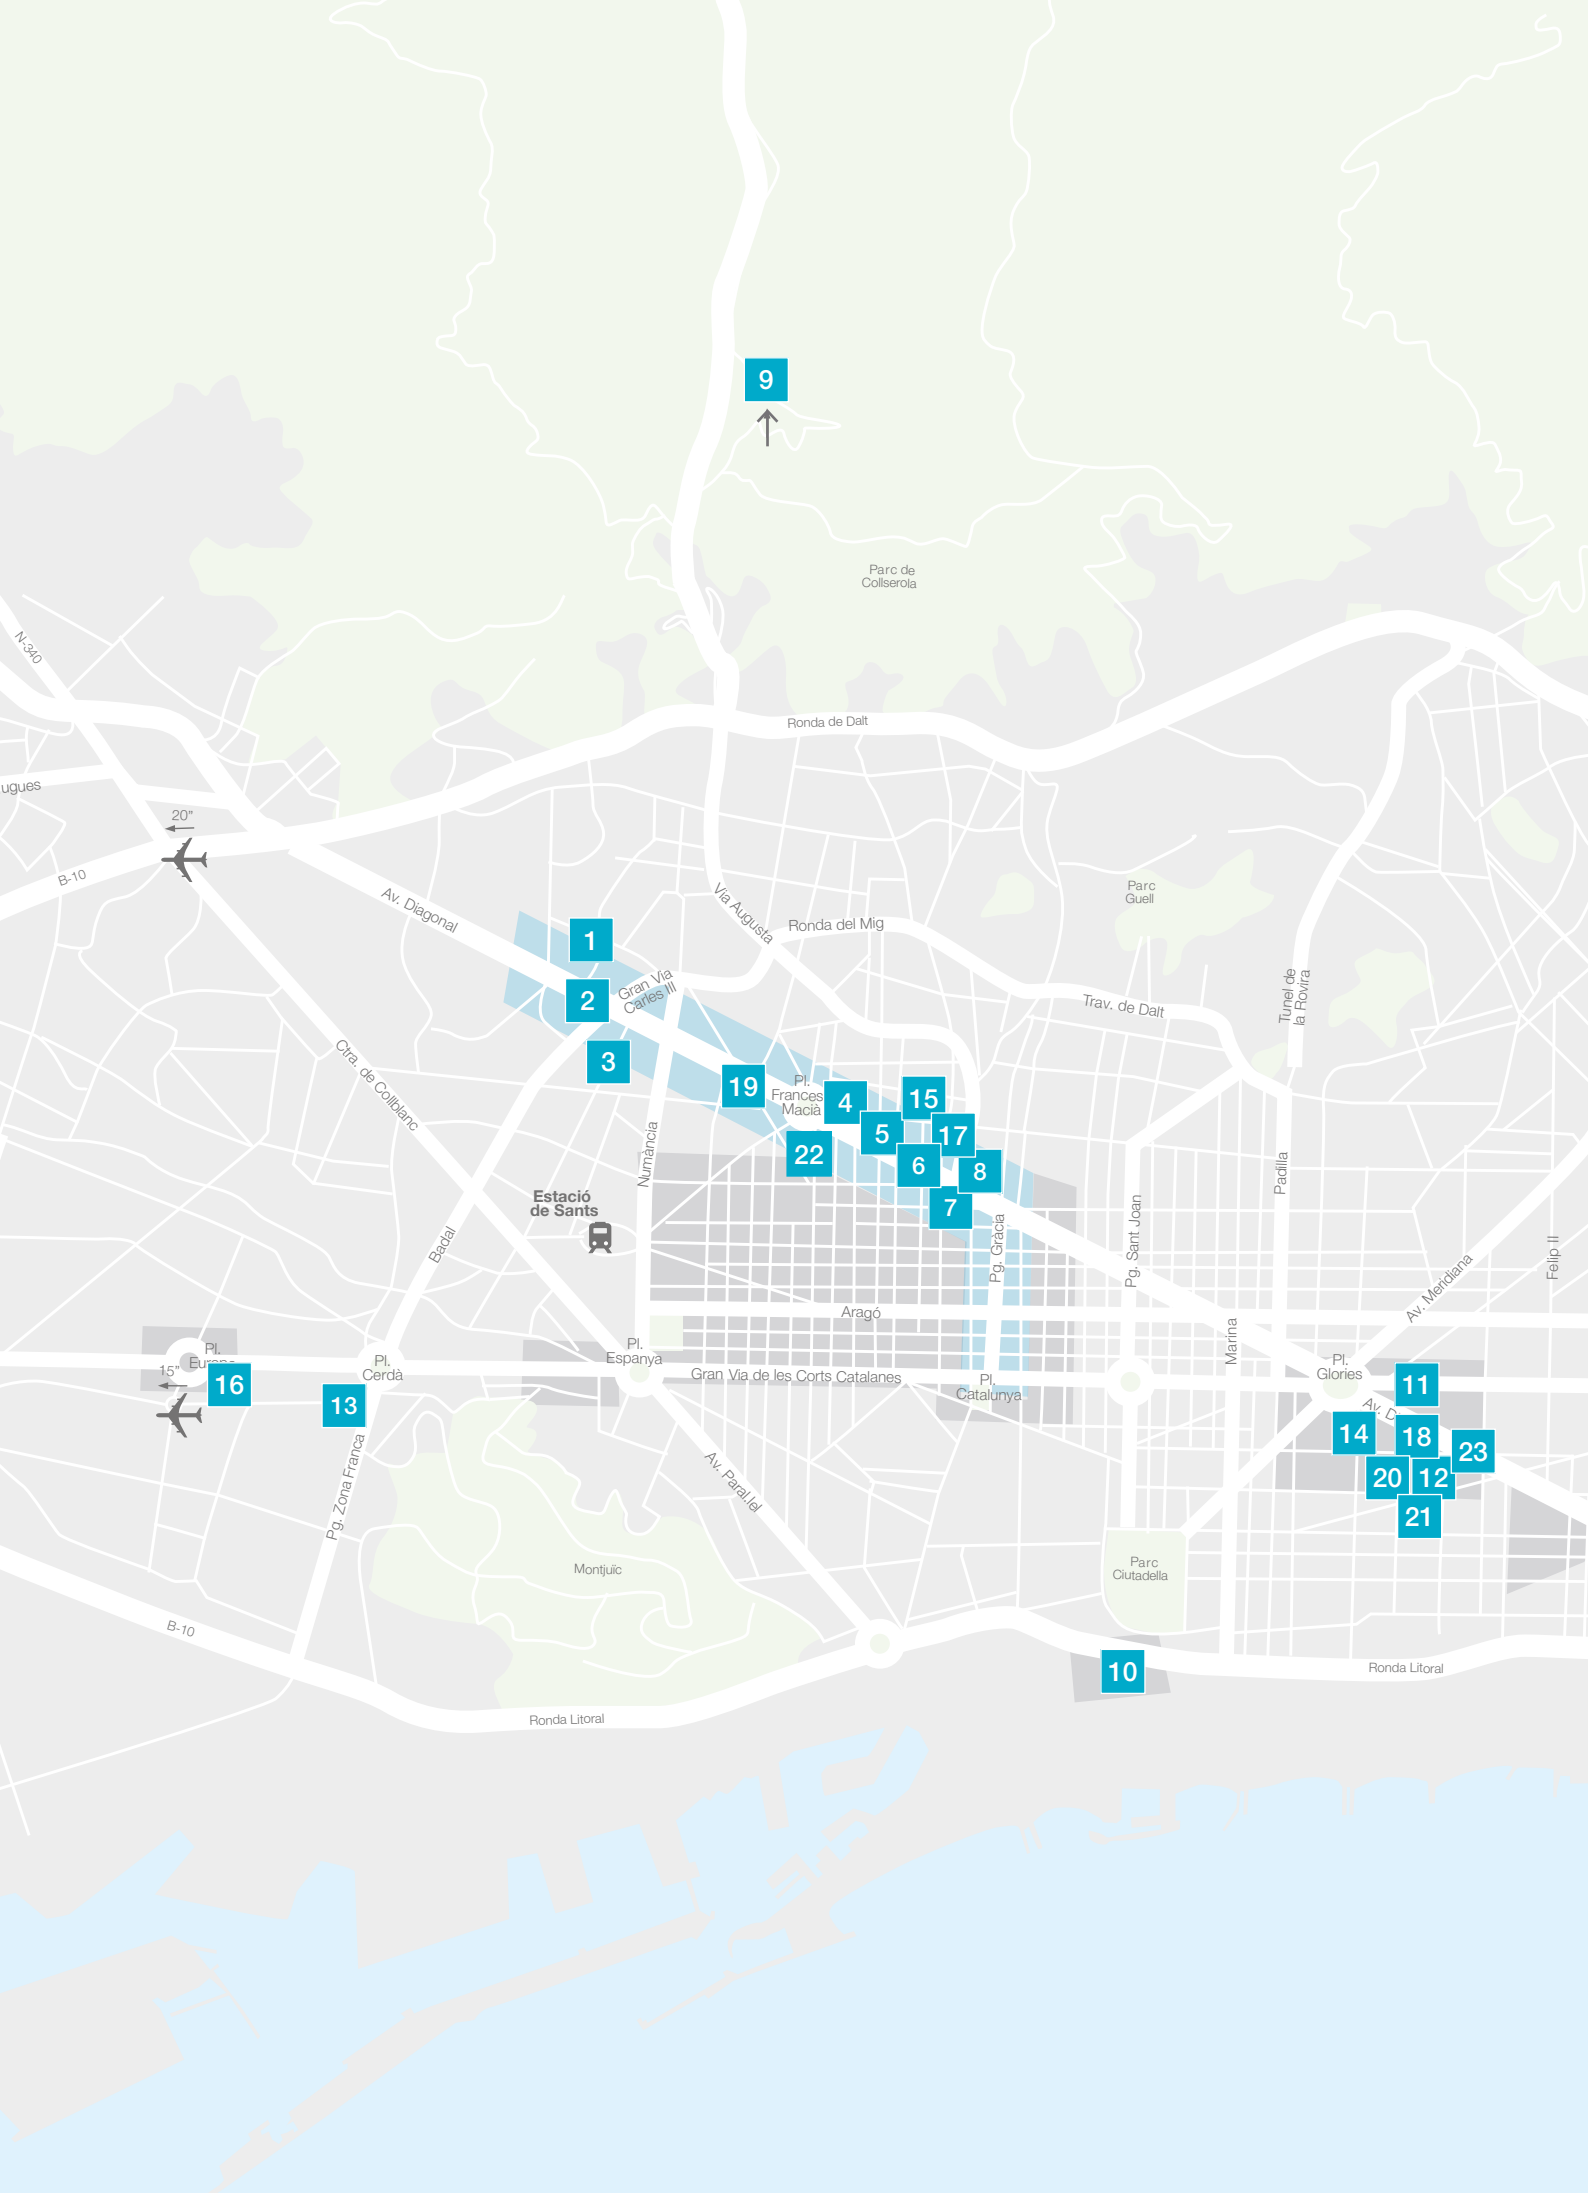 9
Parc de
Collserola
N-340
Ronda de Dalt
ugues
20”
B-10
Av. Diagonal
Via Augusta
Parc
Guell
Ronda del Mig
1
2
Gran Via
Carles III
Trav. de Dalt
Tunel de
la Rovira
3
Ctra. de Collblanc
19
Pl.
Frances
Macià
4
15
5
17
22
6
8
7
Numància
Estació
de Sants
Badal
Pg. Gràcia
Pg. Sant Joan
Padilla
Felip II
Av. Meridiana
Aragó
Marina
Pl.
15”
16
Pl.
Cerdà
13
Pl.
Espanya
Gran Via de les Corts Catalanes
Pl.
Catalunya
Pl.
Glories
11
Av. D
14
18
23
20
12
21
Pg. Zona Franca
Av. Paral.lel
Montjuïc
Parc
Ciutadella
B-10
10
Ronda Litoral
Ronda Litoral